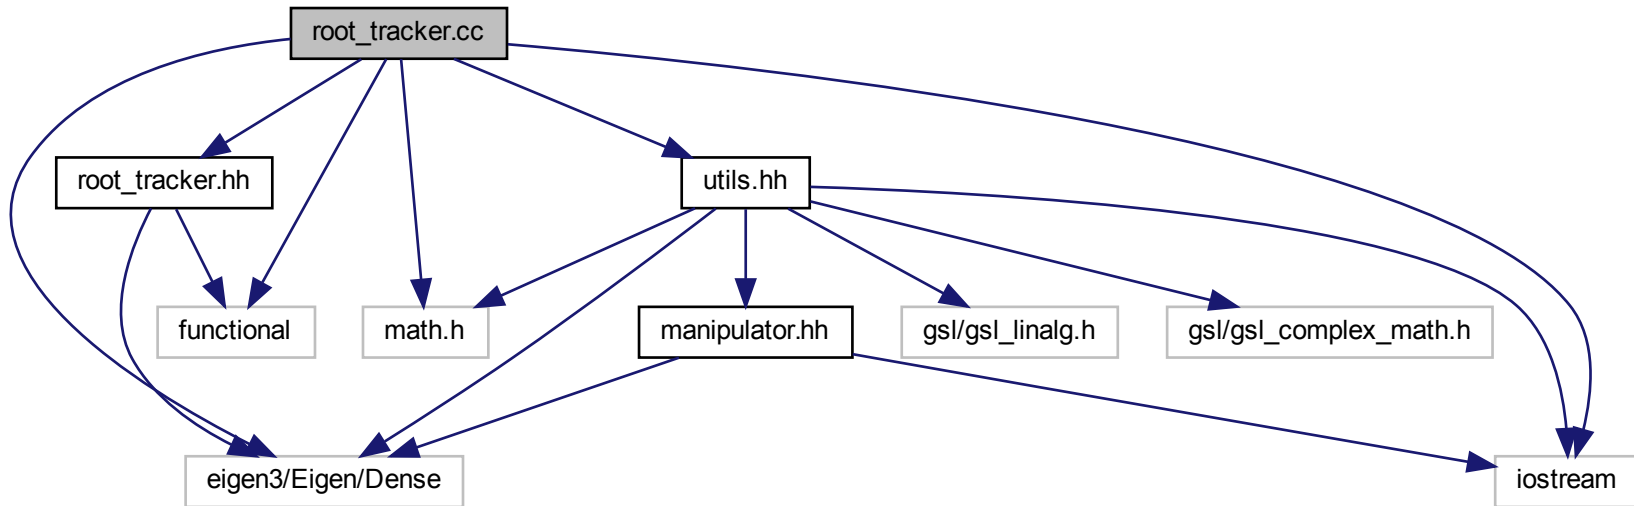 root_tracker.cc
root_tracker.hh
utils.hh
functional
math.h
manipulator.hh
gsl/gsl_linalg.h
gsl/gsl_complex_math.h
eigen3/Eigen/Dense
iostream